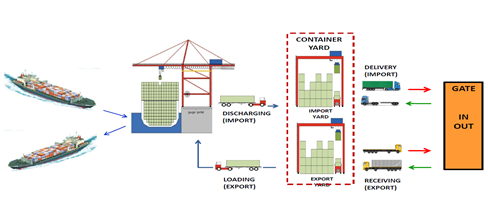 CONTAINER
YARD
DELIVERY
(IMPORT)
GATE
IN
OUT
DISCHARGING
(IMPORT)
IMPORT
YARD
LOADING
(EXPORT)
EXPORT
YARD
RECEIVING
(EXPORT)